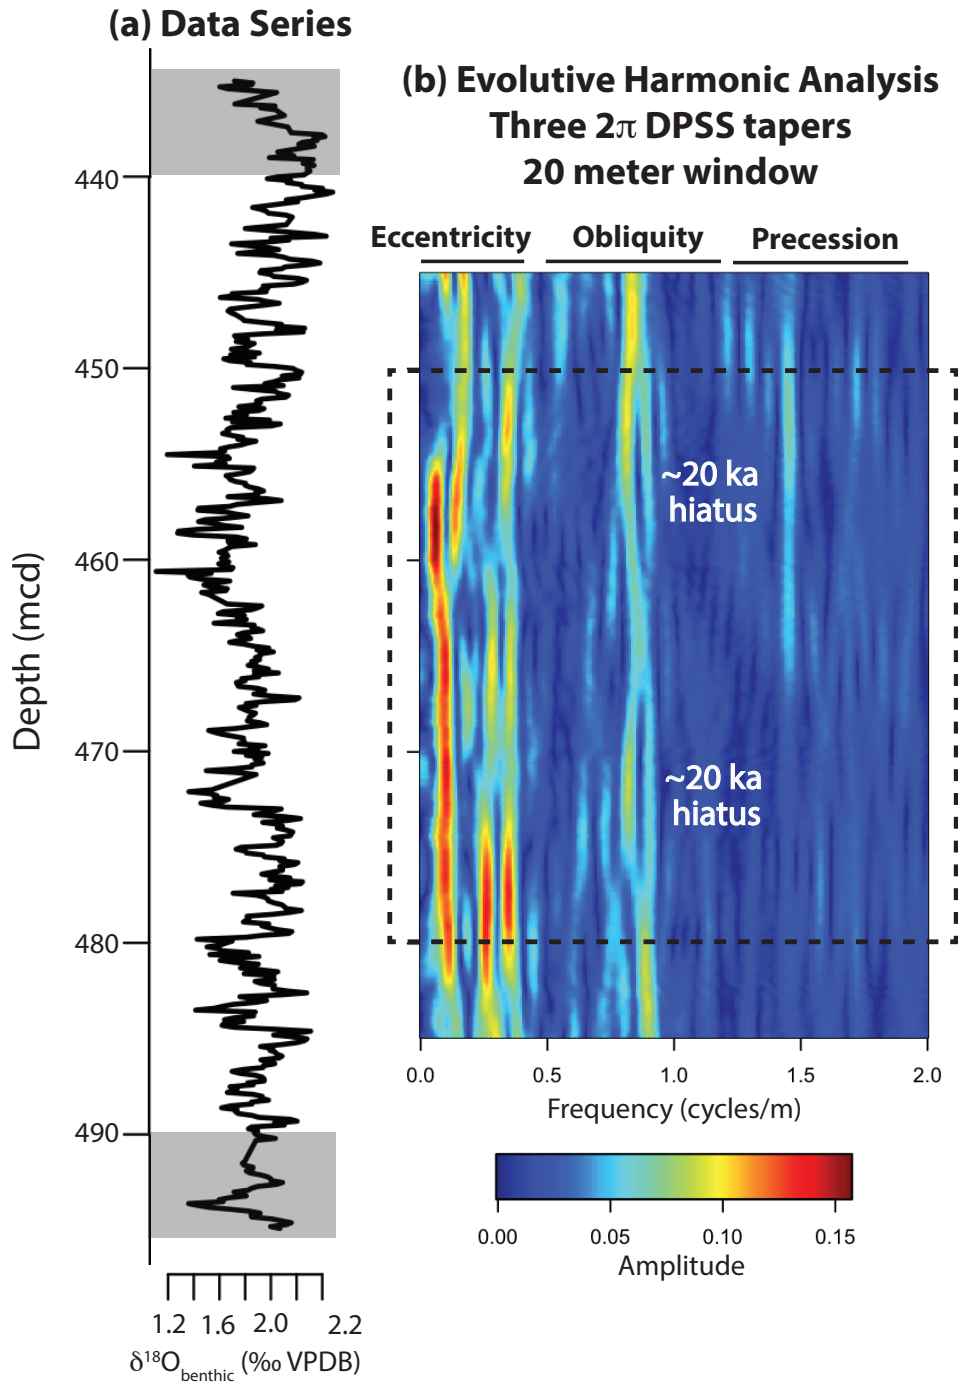 (a) Data Series
(b) Evolutive Harmonic Analysis
Three 2π DPSS tapers
20 meter window
Eccentricity Obliquity Precession
440
450
460
470
480
490
Depth (mcd)
~20 ka
hiatus
~20 ka
hiatus
0.0 0.5 1.0 1.5 2.0
Frequency (cycles/m)
0.00 0.05 0.10 0.15
Amplitude
1.2 1.6 2.0 2.2
δ¹⁸O benthic (‰ VPDB)